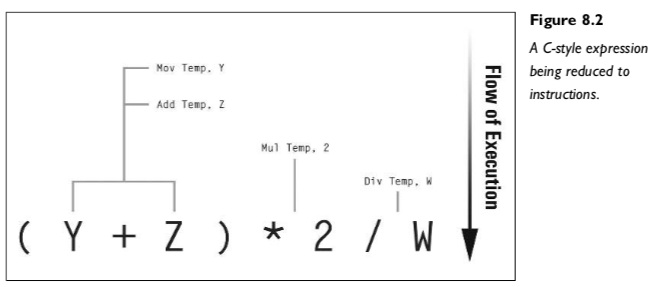 Mov Temp, Y
Add Temp, Z
Mul Temp, 2
Div Temp, W
( Y + Z ) * 2 / W
Flow of Execution
Figure 8.2
A C-style expression
being reduced to
instructions.